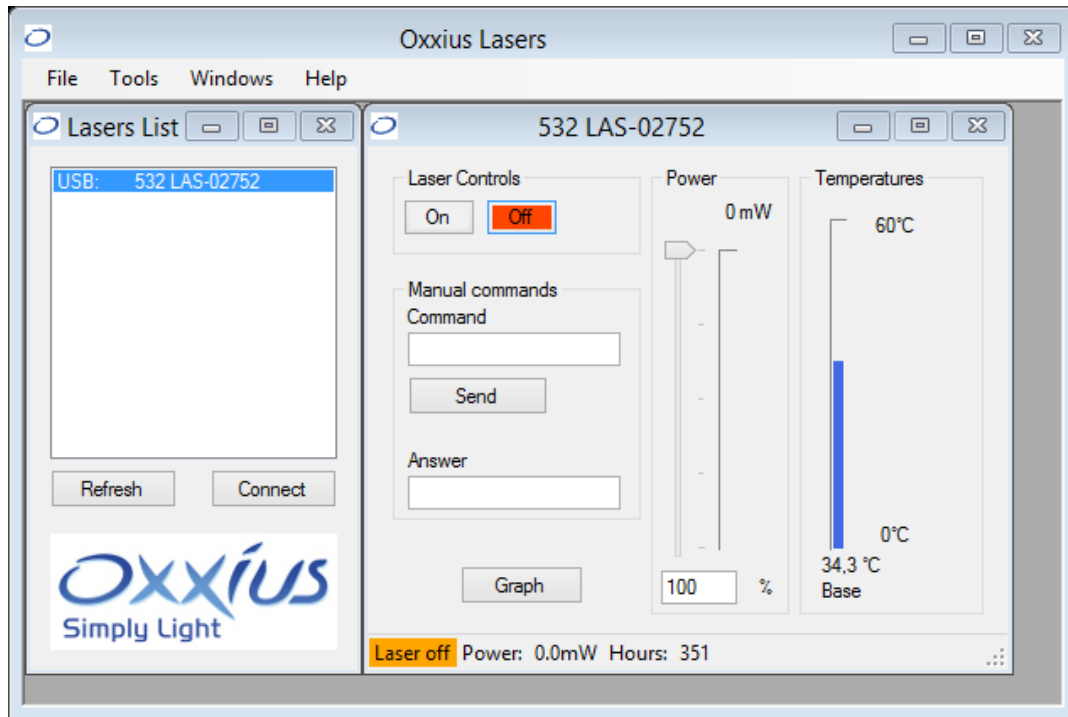 Oxxius Lasers
File Tools Windows Help
Lasers List
USB: 532 LAS-02752
Refresh Connect
OXXíUS
Simply Light
532 LAS-02752
Laser Controls
On Off
Manual commands
Command
Send
Answer
Graph
Power
0 mW
100 %
Temperatures
60°C
0°C
34,3 °C
Base
Laser off Power: 0.0mW Hours: 351